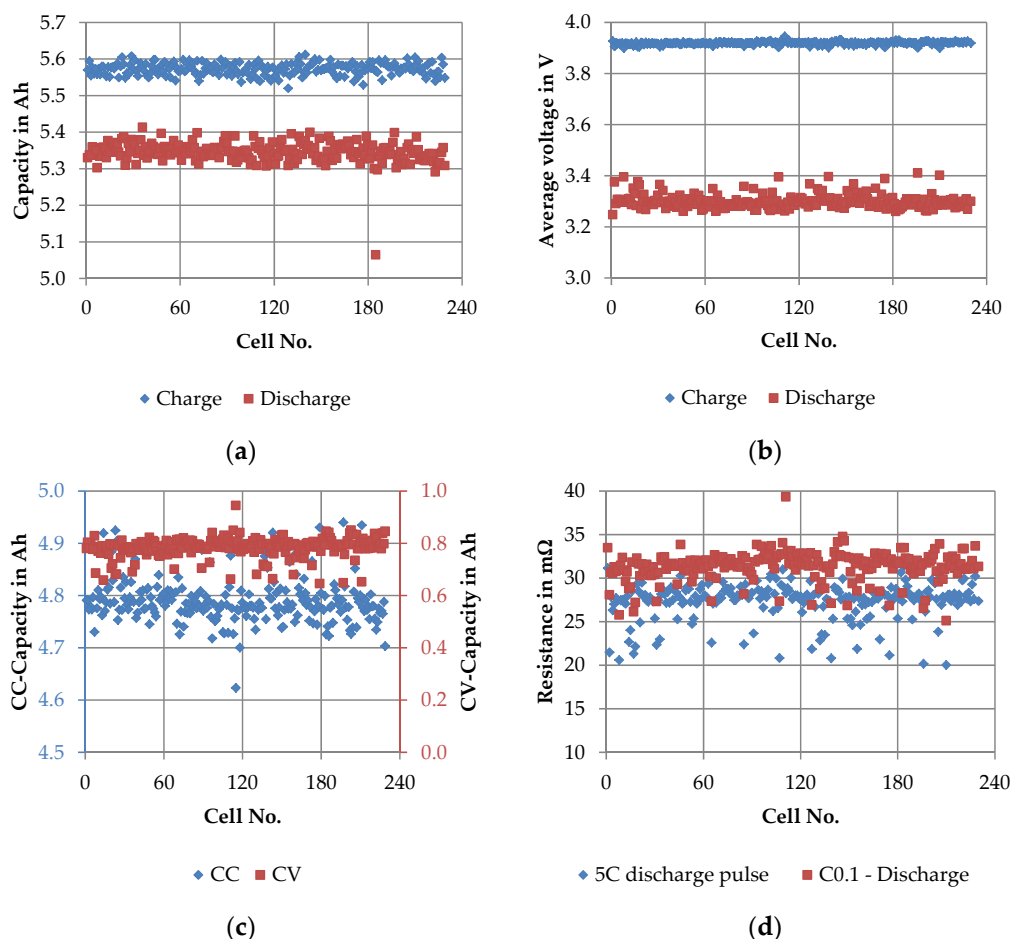 5.7
5.6
5.5
5.4
5.3
5.2
5.1
5.0
Capacity in Ah
0 60 120 180 240
Cell No.
Charge Discharge
(a)
4.0
3.8
3.6
3.4
3.2
3.0
Average voltage in V
0 60 120 180 240
Cell No.
Charge Discharge
(b)
5.0
4.9
4.8
4.7
4.6
4.5
CC-Capacity in Ah
1.0
0.8
0.6
0.4
0.2
0.0
CV-Capacity in Ah
0 60 120 180 240
Cell No.
CC CV
(c)
40
35
30
25
20
15
10
Resistance in mΩ
0 60 120 180 240
Cell No.
5C discharge pulse C0.1 - Discharge
(d)